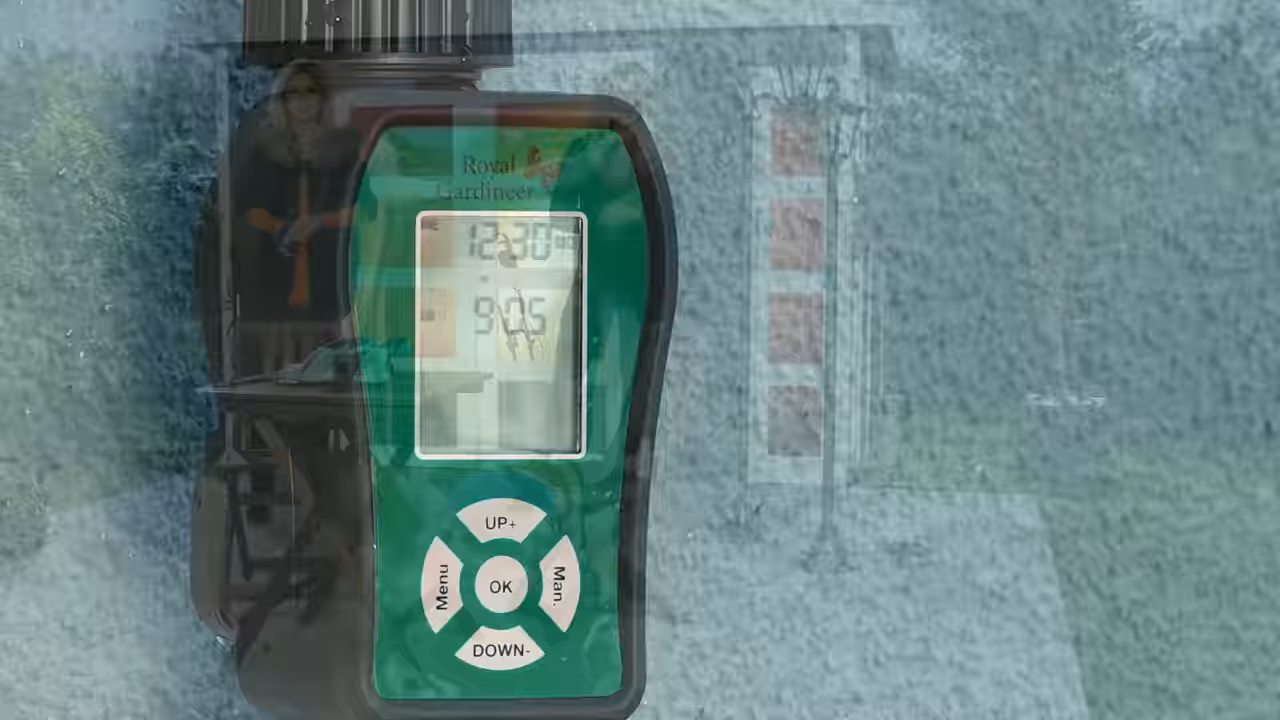 Royal
Gardineer
12:30
9:05
UP+
Menu
OK
Man.
DOWN-